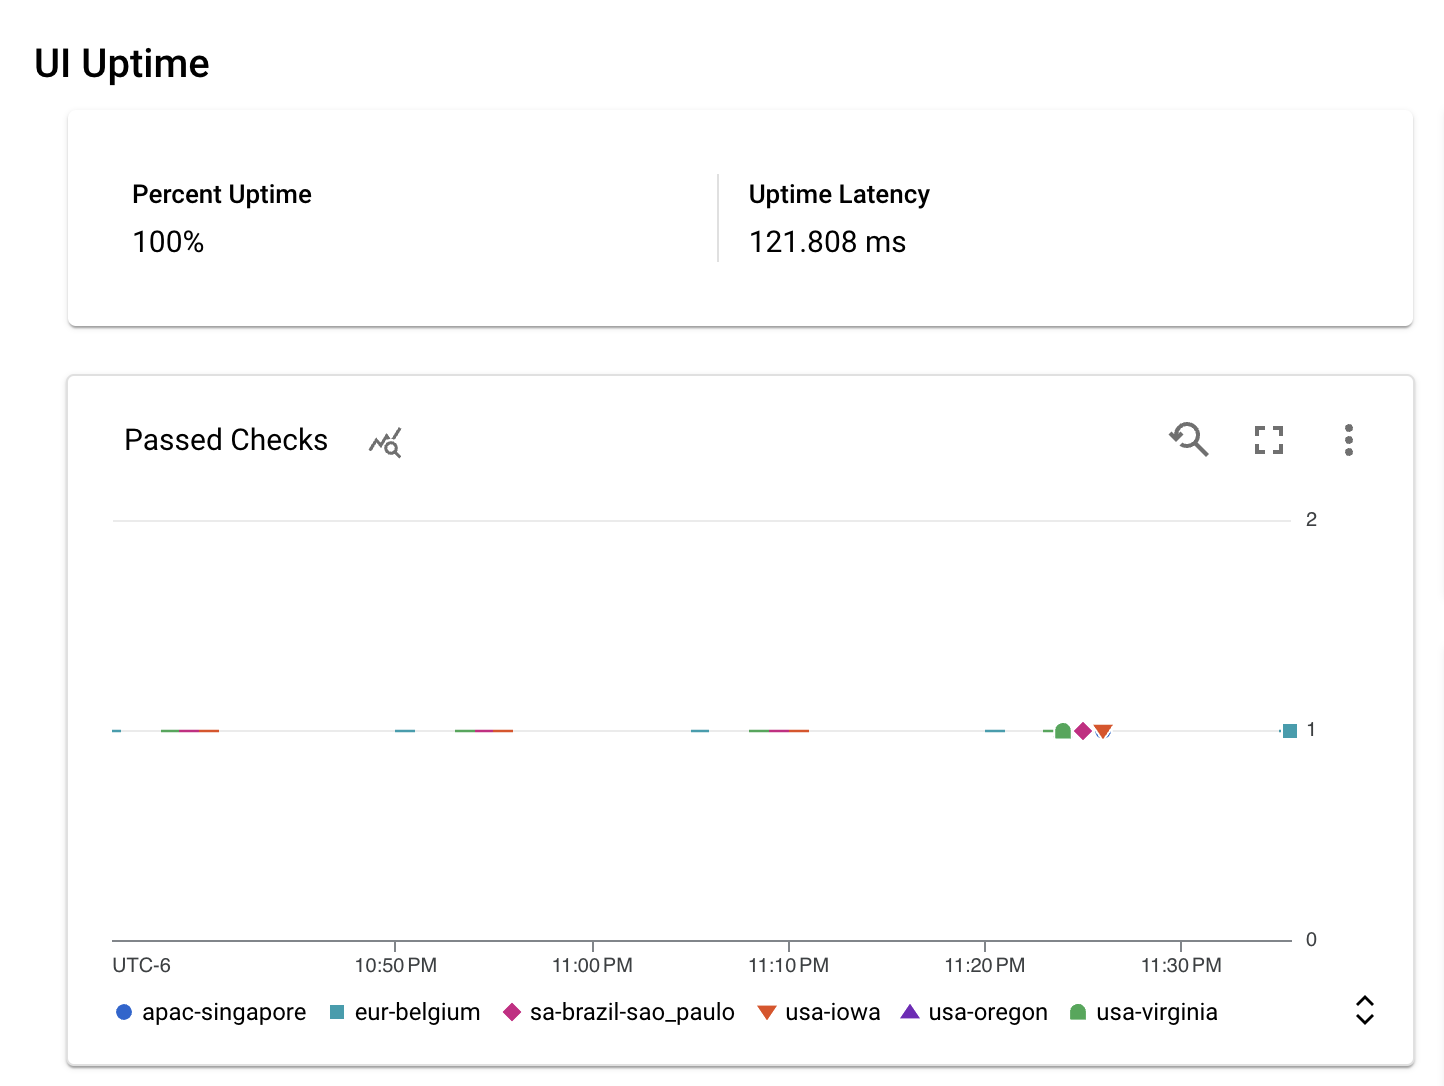 UI Uptime
Percent Uptime
100%
Uptime Latency
121.808 ms
Passed Checks
2
1
0
UTC-6 10:50 PM 11:00 PM 11:10 PM 11:20 PM 11:30 PM
apac-singapore eur-belgium sa-brazil-sao_paulo usa-iowa usa-oregon usa-virginia